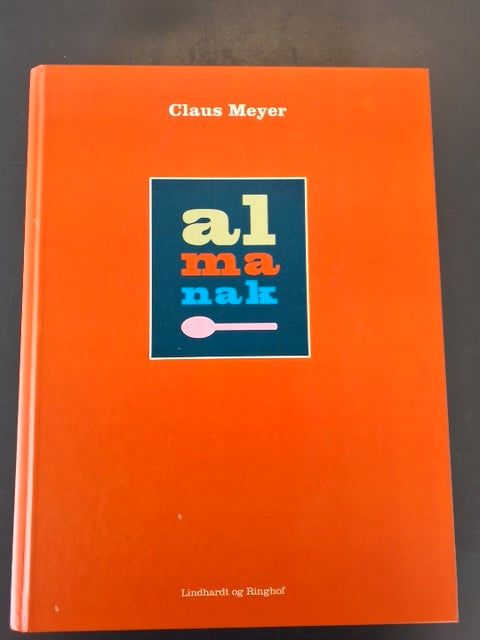 Claus Meyer
al
ma
nak
Lindhardt og Ringhof